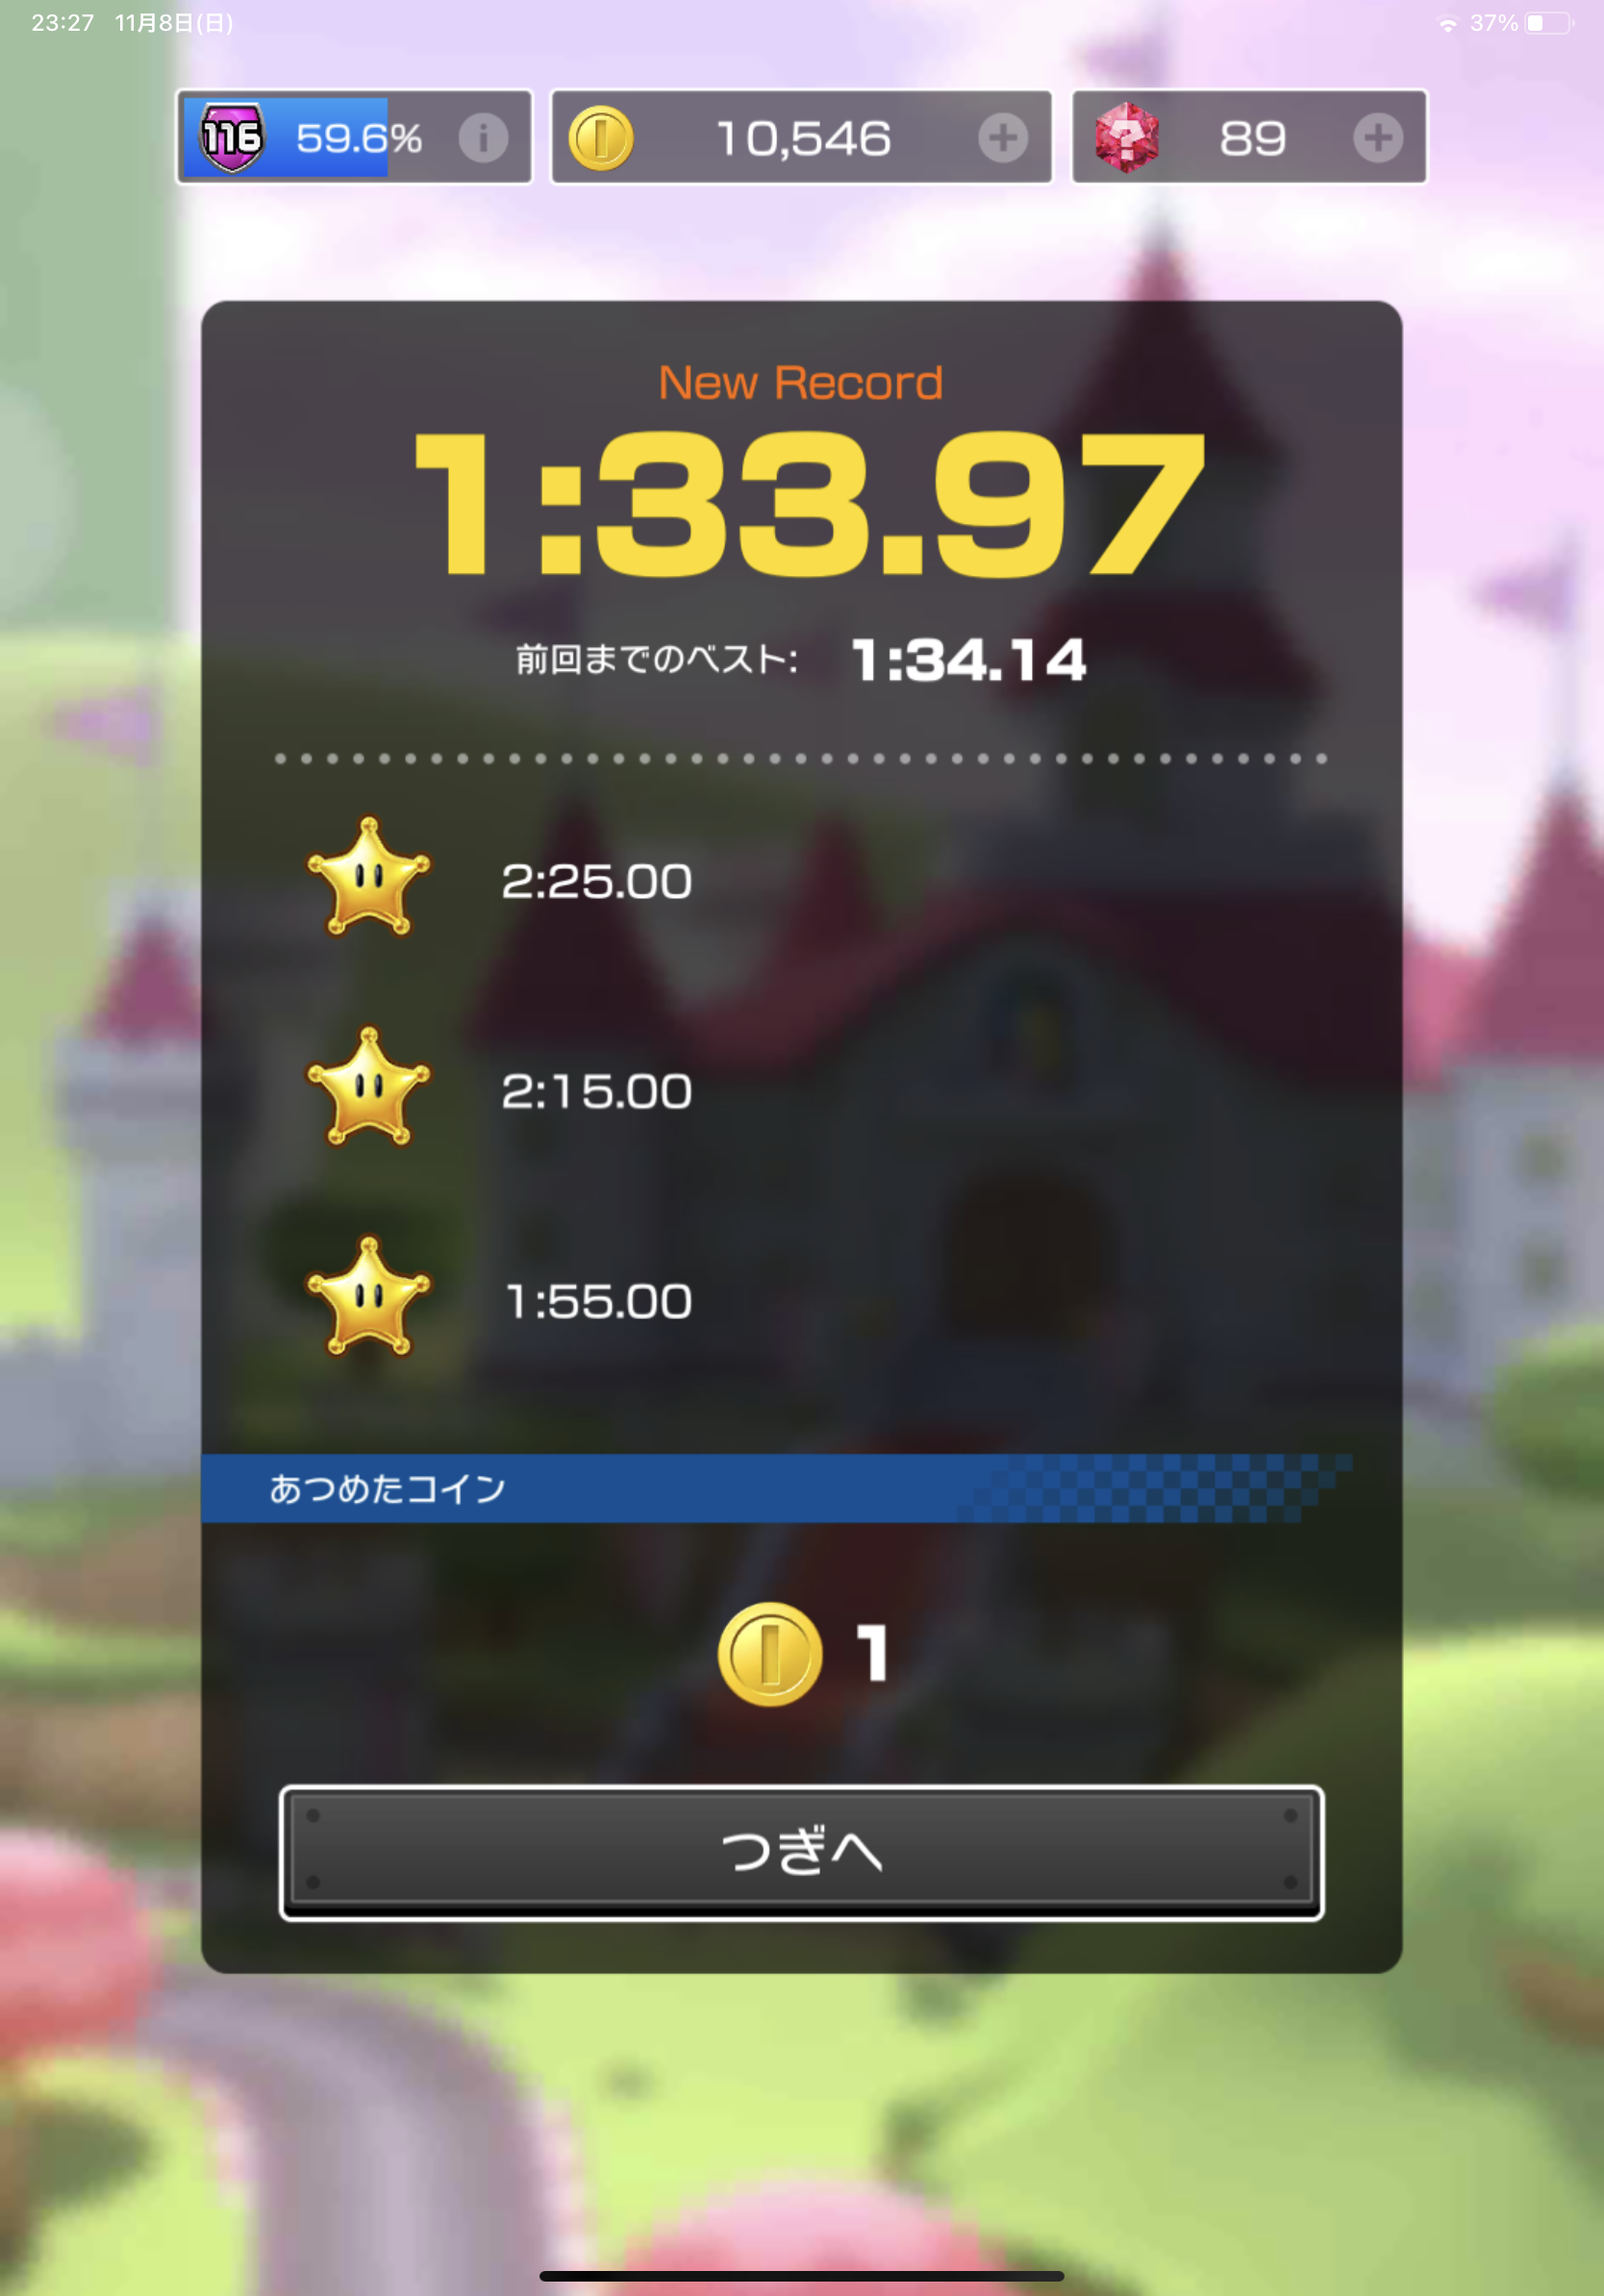 23:27 11月8日(日) 37%
116 59.6% i 10,546 + ? 89 +
New Record
1:33.97
前回までのベスト: 1:34.14
2:25.00
2:15.00
1:55.00
あつめたコイン
1
つぎへ